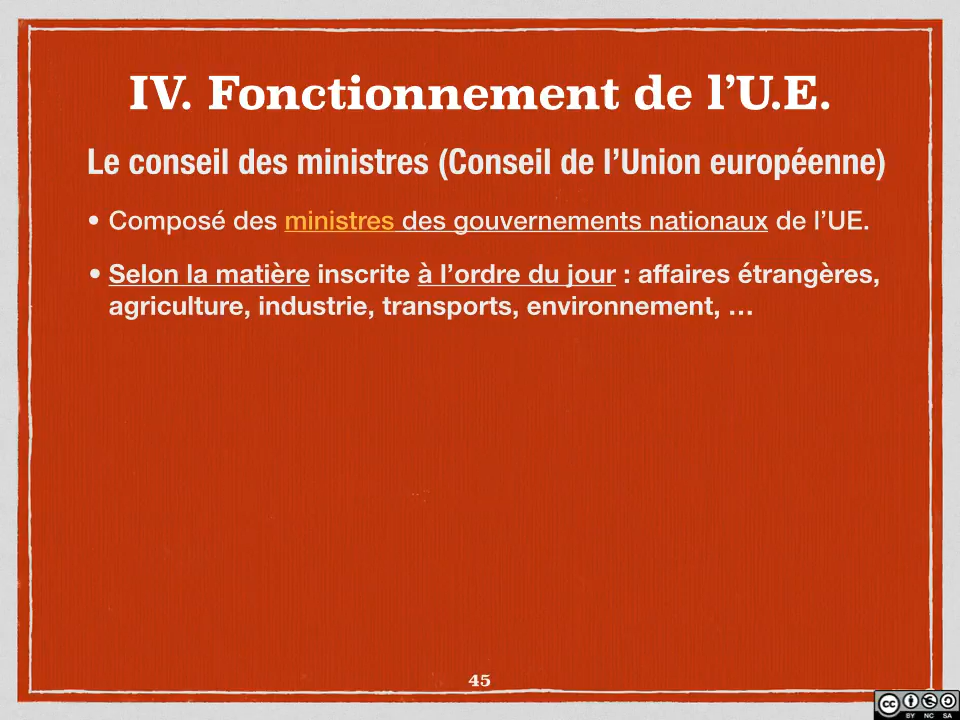 IV. Fonctionnement de l’U.E.
Le conseil des ministres (Conseil de l’Union européenne)
• Composé des ministres des gouvernements nationaux de l’UE.
• Selon la matière inscrite à l’ordre du jour : affaires étrangères,
agriculture, industrie, transports, environnement, …
45
cc
BY NC SA